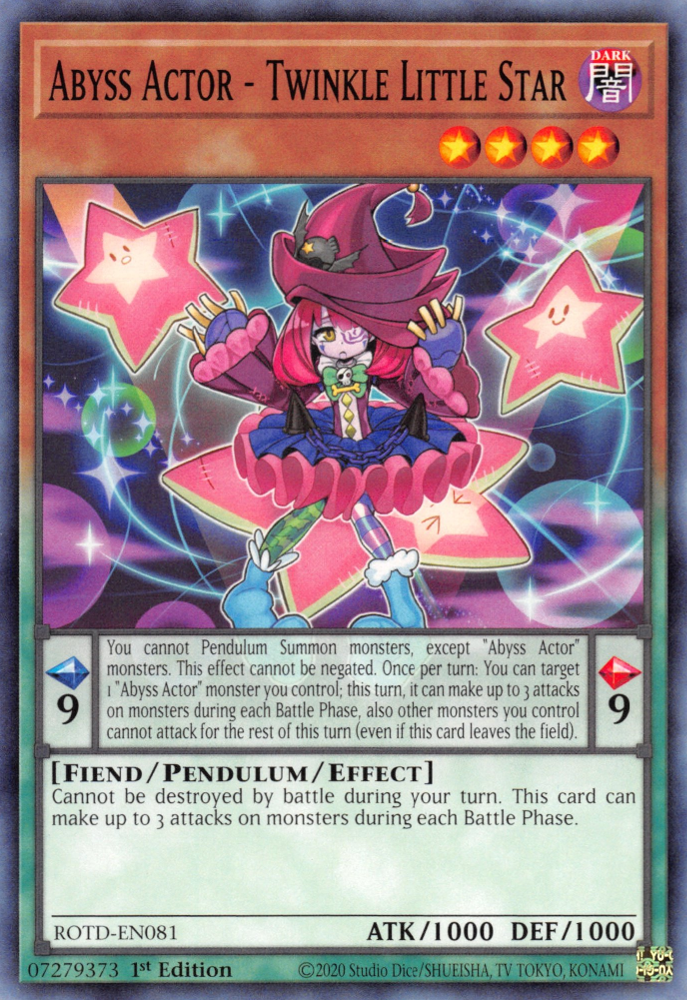 Abyss Actor - Twinkle Little Star
DARK
闇
You cannot Pendulum Summon monsters, except "Abyss Actor"
monsters. This effect cannot be negated. Once per turn: You can target
1 "Abyss Actor" monster you control; this turn, it can make up to 3 attacks
on monsters during each Battle Phase, also other monsters you control
cannot attack for the rest of this turn (even if this card leaves the field).
9
9
[Fiend/Pendulum/Effect]
Cannot be destroyed by battle during your turn. This card can
make up to 3 attacks on monsters during each Battle Phase.
ROTD-EN081
ATK/1000 DEF/1000
07279373
1st Edition
©2020 Studio Dice/SHUEISHA, TV TOKYO, KONAMI